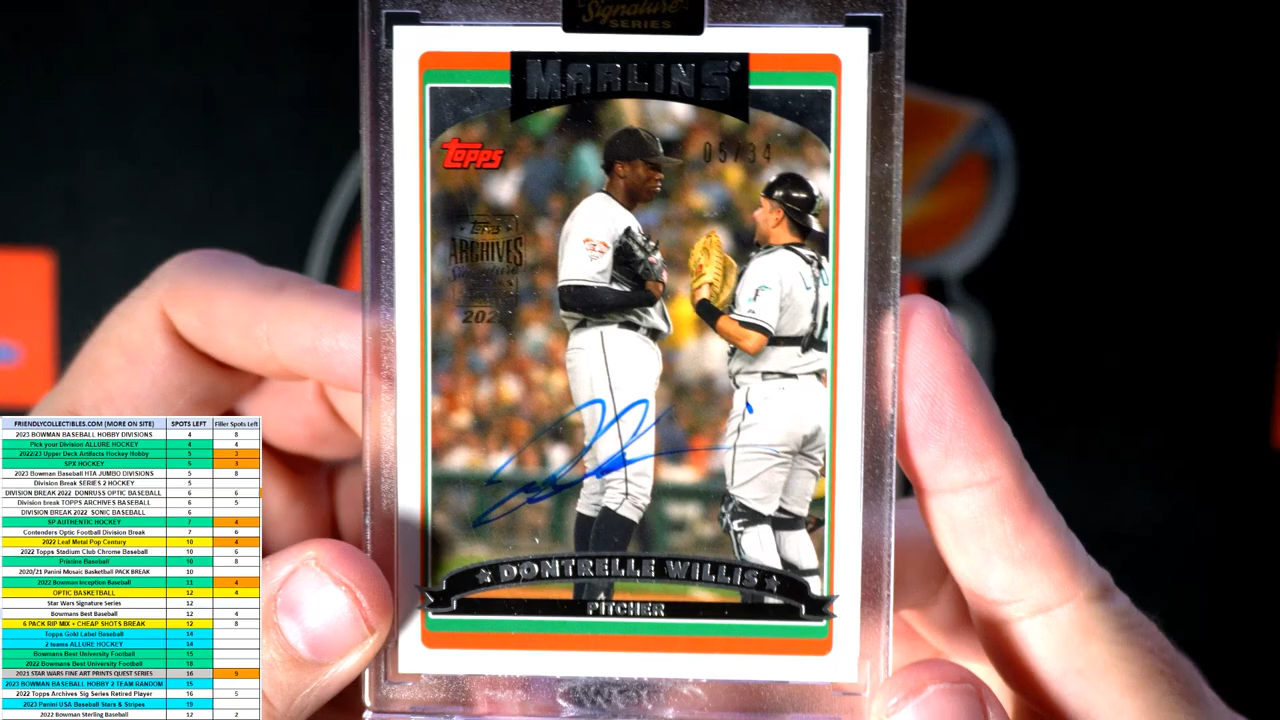 Signature
SERIES
MARLINS
Topps
05/34
Topps
ARCHIVES
Signature
202
DONTRELLE WILLIS
PITCHER
FRIENDLYCOLLECTIBLES.COM (MORE ON SITE) SPOTS LEFT Filler Spots Left
2023 BOWMAN BASEBALL HOBBY DIVISIONS 4 8
Pick your Division ALLURE HOCKEY 4 4
2022/23 Upper Deck Artifacts Hockey Hobby 5 3
SPX HOCKEY 5 3
2023 Bowman Baseball HTA JUMBO DIVISIONS 5 8
Division Break SERIES 2 HOCKEY 5
DIVISION BREAK 2022 DONRUSS OPTIC BASEBALL 6 6
Division break TOPPS ARCHIVES BASEBALL 6 5
DIVISION BREAK 2022 SONIC BASEBALL 6
SP AUTHENTIC HOCKEY 7 4
Contenders Optic Football Division Break 7 6
2022 Leaf Metal Pop Century 10 4
2022 Topps Stadium Club Chrome Baseball 10 6
Pristine Baseball 10 8
2020/21 Panini Mosaic Basketball PACK BREAK 10
2022 Bowman Inception Baseball 11 4
OPTIC BASKETBALL 12 4
Star Wars Signature Series 12
Bowmans Best Baseball 12 4
6 PACK RIP MIX + CHEAP SHOTS BREAK 12 8
Topps Gold Label Baseball 14
2 teams ALLURE HOCKEY 14
Bowmans Best University Football 15
2022 Bowmans Best University Football 18
2021 STAR WARS FINE ART PRINTS QUEST SERIES 16 9
2023 BOWMAN BASEBALL HOBBY 2 TEAM RANDOM 15
2022 Topps Archives Sig Series Retired Player 16 5
2023 Panini USA Baseball Stars & Stripes 19
2022 Bowman Sterling Baseball 12 2